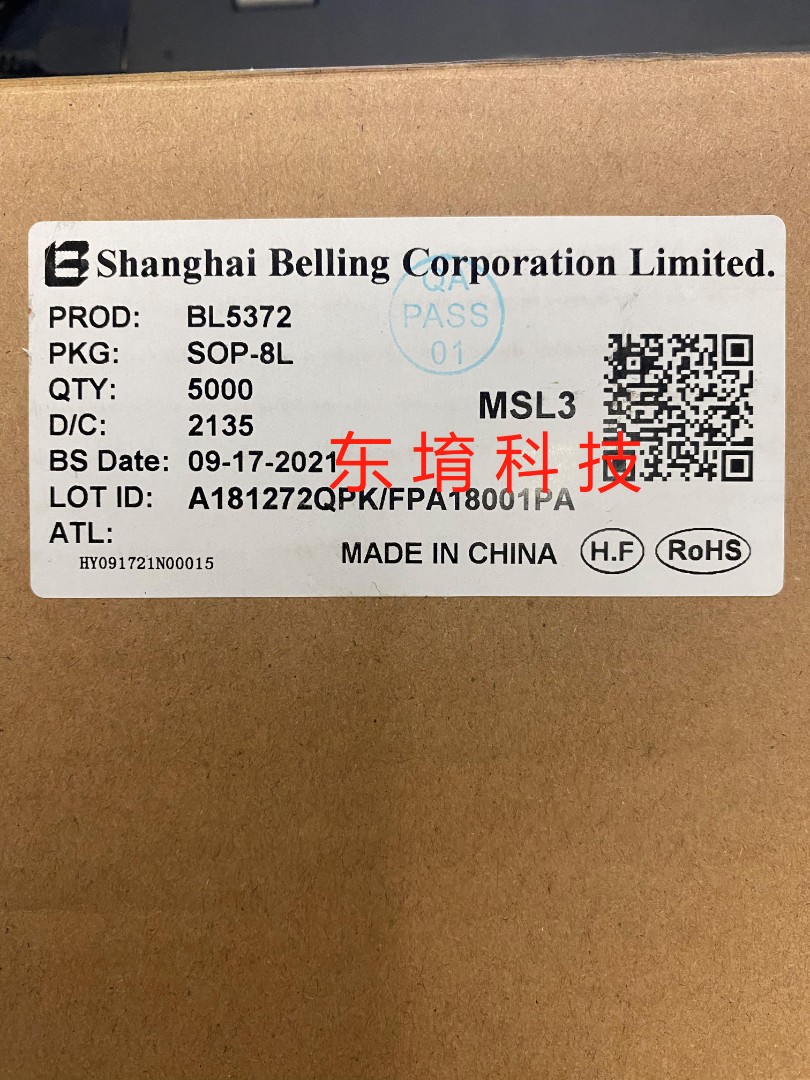 Shanghai Belling Corporation Limited.
QA
PASS
01
PROD: BL5372
PKG: SOP-8L
QTY: 5000
MSL3
D/C: 2135
BS Date: 09-17-2021
东堉科技
LOT ID: A181272QPK/FPA18001PA
ATL:
HY091721N00015
MADE IN CHINA H.F RoHS